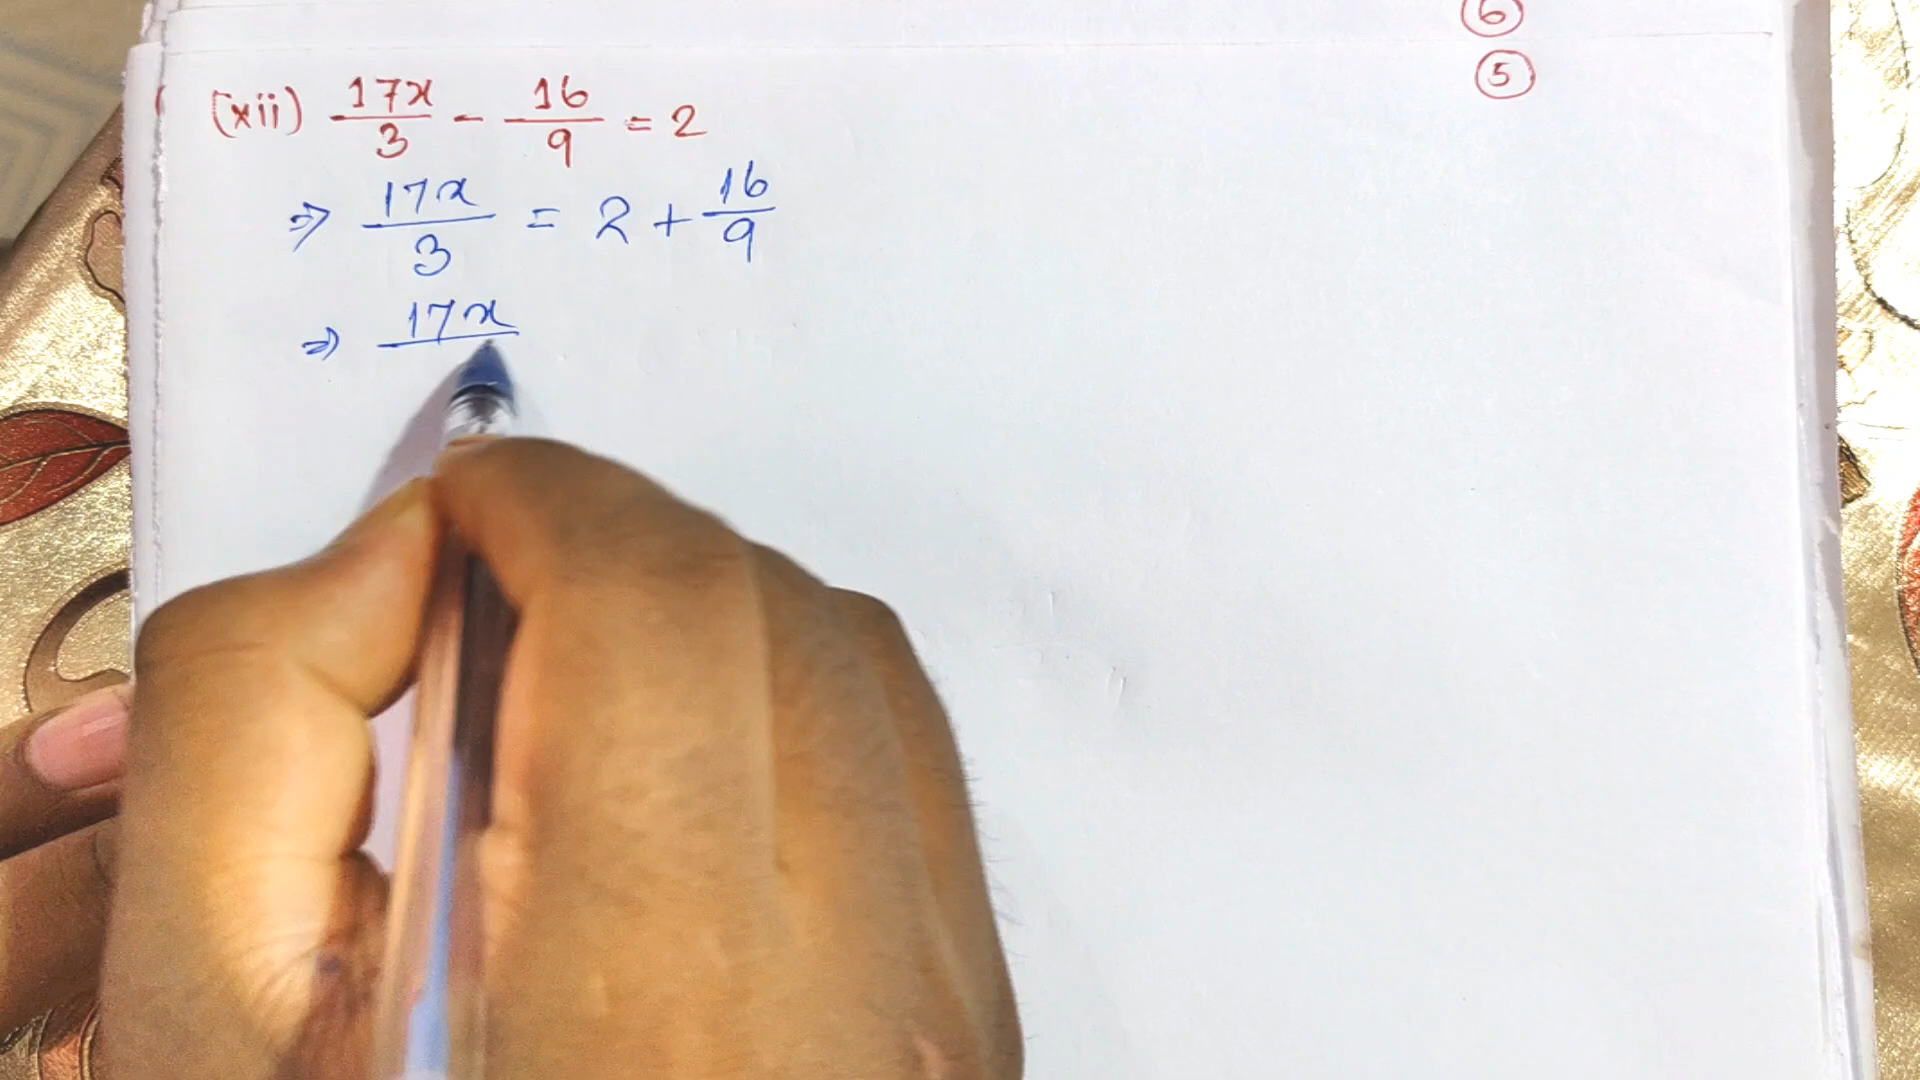 6
5
(xii) 17x/3 - 16/9 = 2
⇒ 17x/3 = 2 + 16/9
⇒ 17x/